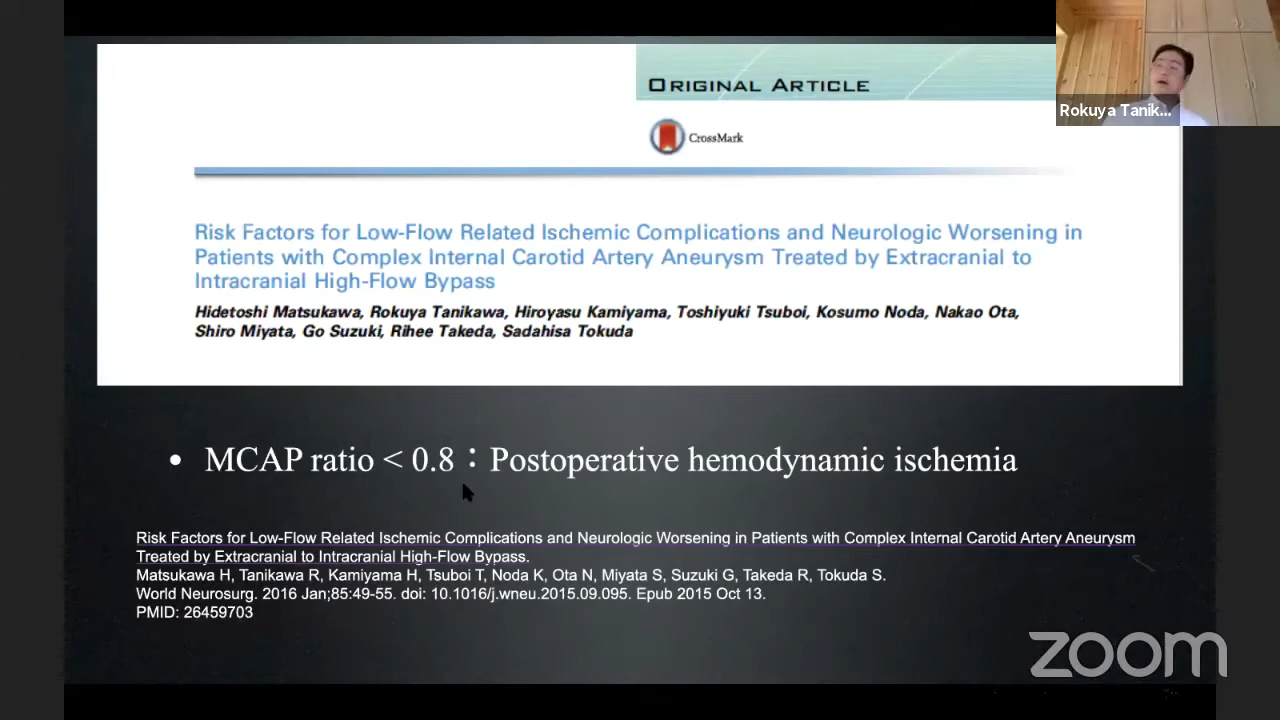 ORIGINAL ARTICLE
CrossMark
Rokuya Tanik...
Risk Factors for Low-Flow Related Ischemic Complications and Neurologic Worsening in
Patients with Complex Internal Carotid Artery Aneurysm Treated by Extracranial to
Intracranial High-Flow Bypass
Hidetoshi Matsukawa, Rokuya Tanikawa, Hiroyasu Kamiyama, Toshiyuki Tsuboi, Kosumo Noda, Nakao Ota,
Shiro Miyata, Go Suzuki, Rihee Takeda, Sadahisa Tokuda
• MCAP ratio < 0.8：Postoperative hemodynamic ischemia
Risk Factors for Low-Flow Related Ischemic Complications and Neurologic Worsening in Patients with Complex Internal Carotid Artery Aneurysm
Treated by Extracranial to Intracranial High-Flow Bypass.
Matsukawa H, Tanikawa R, Kamiyama H, Tsuboi T, Noda K, Ota N, Miyata S, Suzuki G, Takeda R, Tokuda S.
World Neurosurg. 2016 Jan;85:49-55. doi: 10.1016/j.wneu.2015.09.095. Epub 2015 Oct 13.
PMID: 26459703
zoom